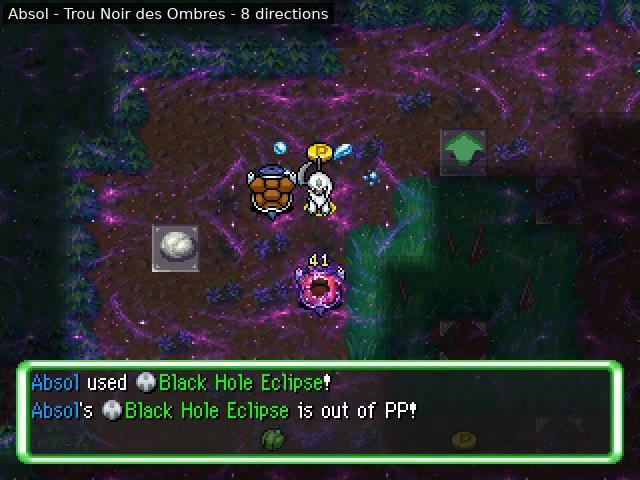 Absol - Trou Noir des Ombres - 8 directions
41
Absol used Black Hole Eclipse!
Absol's Black Hole Eclipse is out of PP!